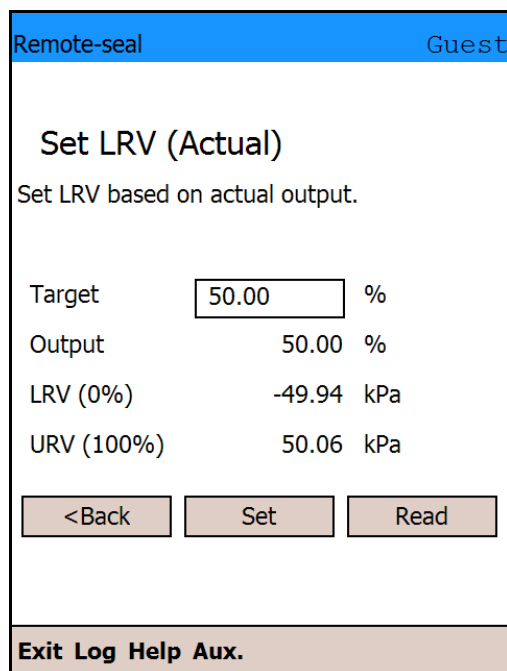 Remote-seal Guest
Set LRV (Actual)
Set LRV based on actual output.
Target 50.00 %
Output 50.00 %
LRV (0%) -49.94 kPa
URV (100%) 50.06 kPa
<Back Set Read
Exit Log Help Aux.